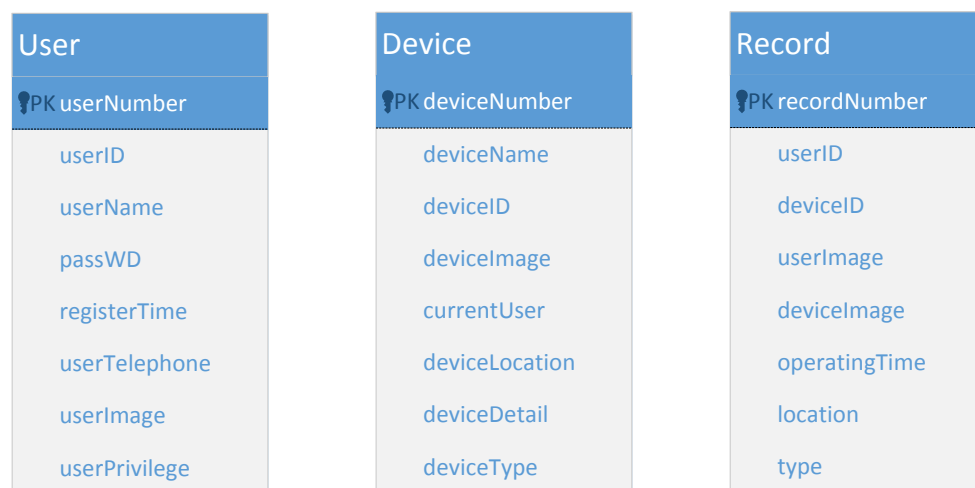 User
PK userNumber
userID
userName
passWD
registerTime
userTelephone
userImage
userPrivilege
Device
PK deviceNumber
deviceName
deviceID
deviceImage
currentUser
deviceLocation
deviceDetail
deviceType
Record
PK recordNumber
userID
deviceID
userImage
deviceImage
operatingTime
location
type